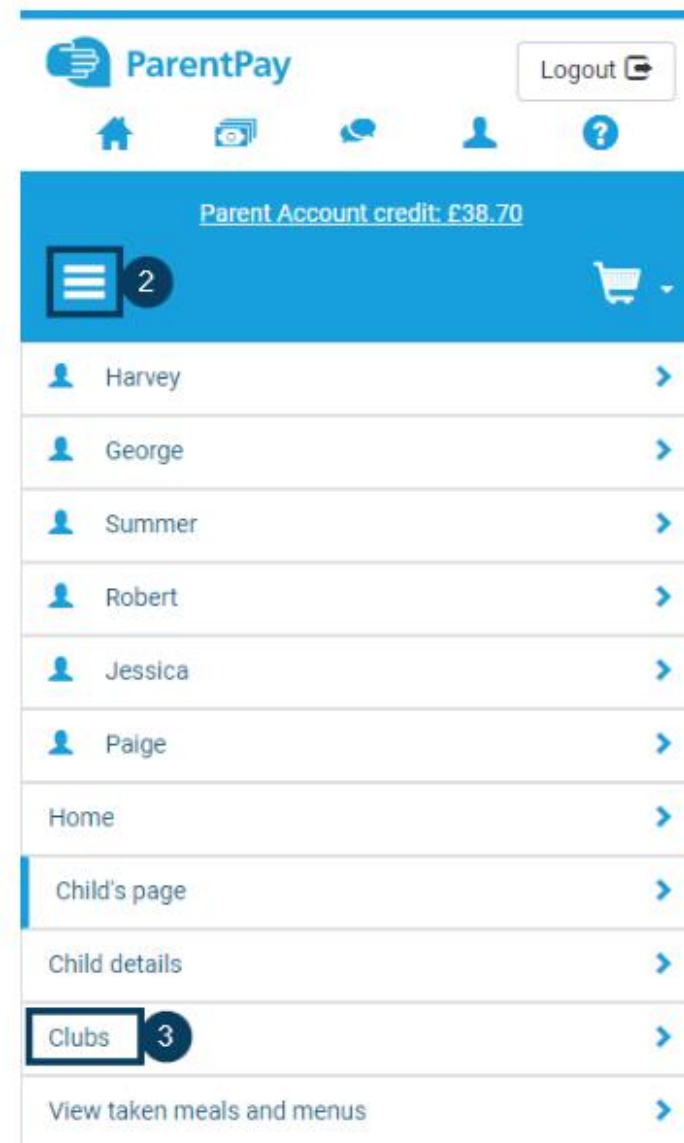 ParentPay
Logout
Parent Account credit: £38.70
2
Harvey
George
Summer
Robert
Jessica
Paige
Home
Child's page
Child details
Clubs 3
View taken meals and menus